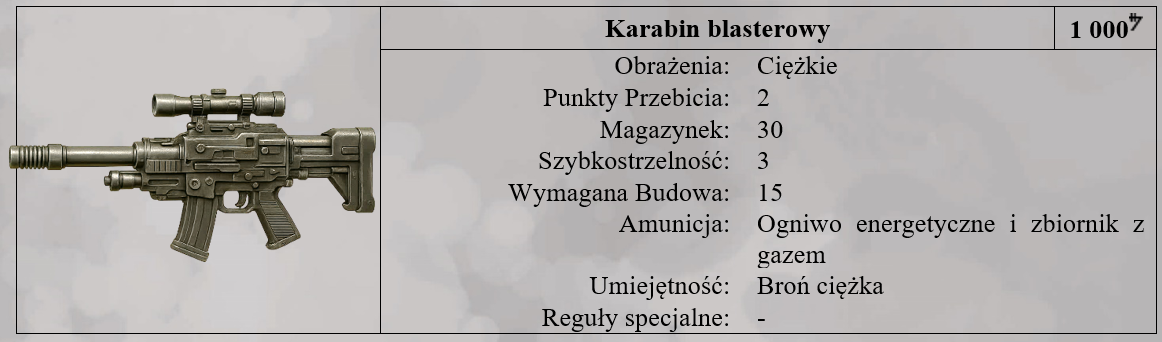 Karabin blasterowy 1 000
Obrażenia: Ciężkie
Punkty Przebicia: 2
Magazynek: 30
Szybkostrzelność: 3
Wymagana Budowa: 15
Amunicja: Ogniwo energetyczne i zbiornik z
gazem
Umiejętność: Broń ciężka
Reguły specjalne: -